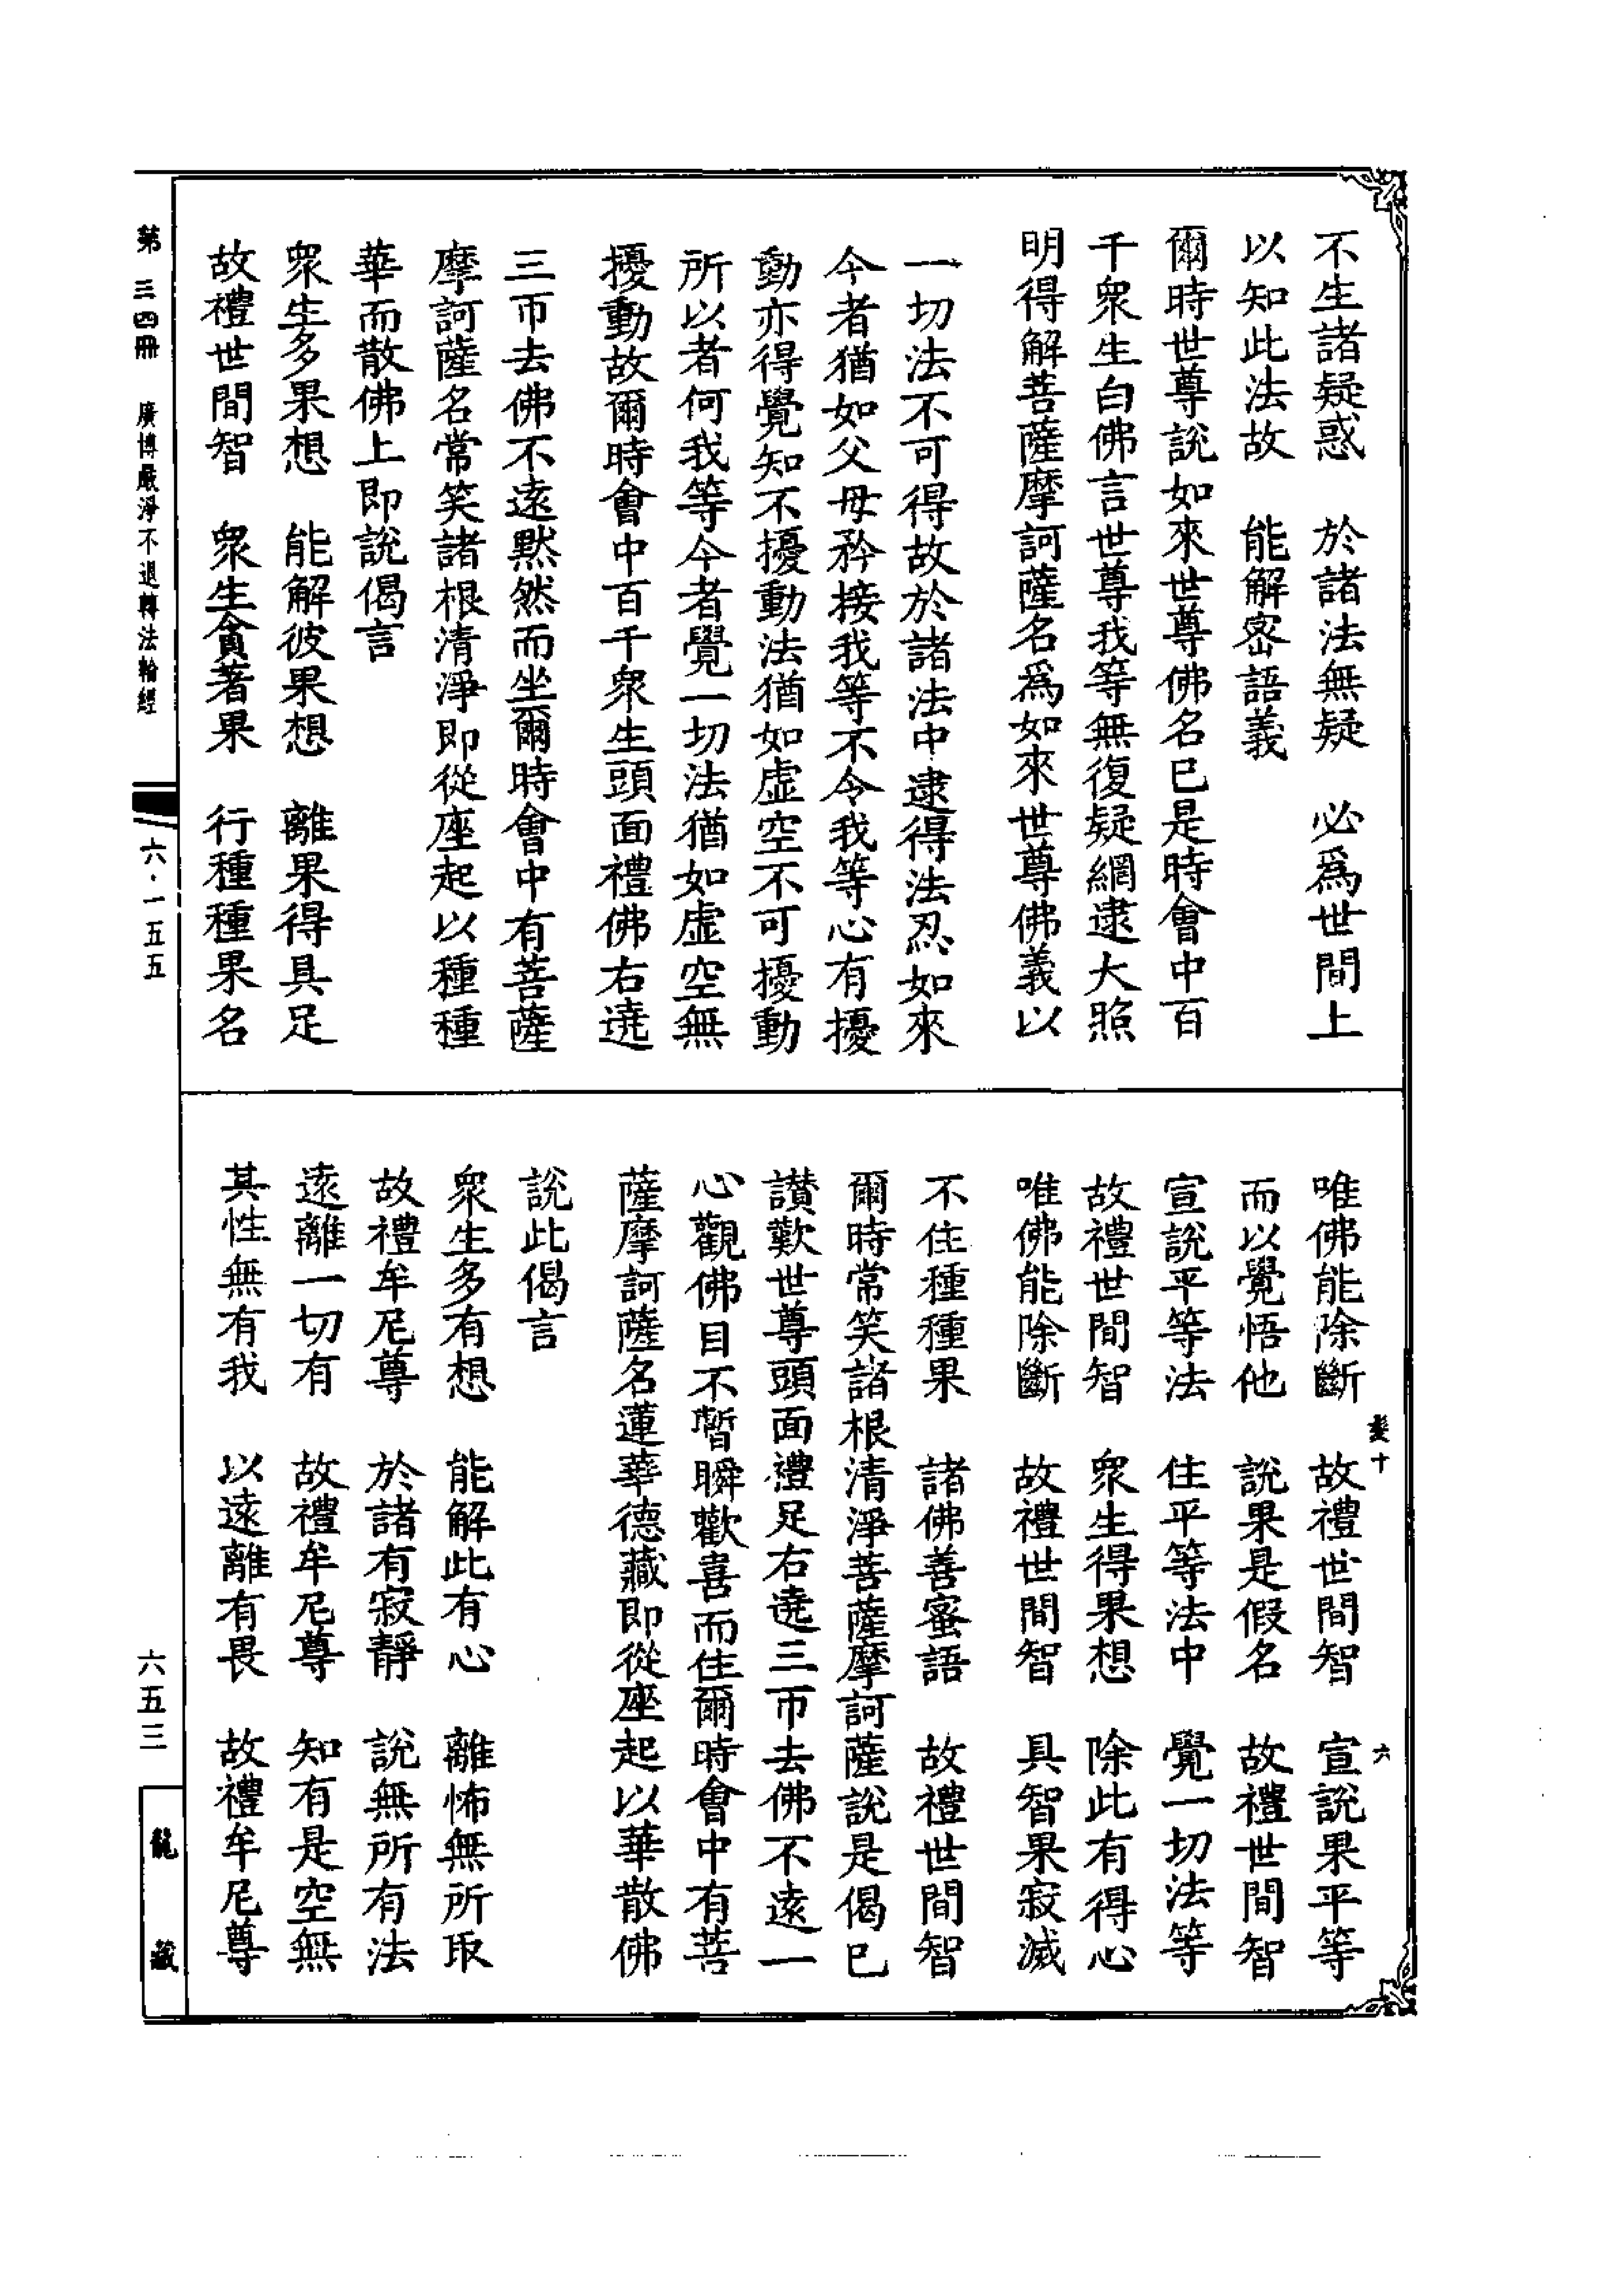 不生諸疑惑　於諸法無疑　必爲世間上
以知此法故　能解密語義
爾時世尊說如來世尊佛名已是時會中百
千衆生白佛言世尊我等無復疑網逮大照
明得解菩薩摩訶薩名爲如來世尊佛義以
一切法不可得故於諸法中逮得法忍如來
今者猶如父母矜接我等不令我等心有擾
動亦得覺知不擾動法猶如虛空不可擾動
所以者何我等今者覺一切法猶如虛空無
擾動故爾時會中百千衆生頭面禮佛右遶
三帀去佛不遠默然而坐爾時會中有菩薩
摩訶薩名常笑諸根清淨即從座起以種種
華而散佛上即說偈言
衆生多果想　能解彼果想　離果得具足
故禮世間智　衆生貪著果　行種種果名
唯佛能除斷　故禮世間智　宣說果平等
而以覺悟他　說果是假名　故禮世間智
宣說平等法　住平等法中　覺一切法等
故禮世間智　衆生得果想　除此有得心
唯佛能除斷　故禮世間智　具智果寂滅
不住種種果　諸佛善蜜語　故禮世間智
爾時常笑諸根清淨菩薩摩訶薩說是偈已
讚歎世尊頭面禮足右遶三帀去佛不遠一
心觀佛目不暫瞬歡喜而住爾時會中有菩
薩摩訶薩名蓮華德藏即從座起以華散佛
說此偈言
衆生多有想　能解此有心　離怖無所取
故禮牟尼尊　於諸有寂靜　說無所有法
遠離一切有　故禮牟尼尊　知有是空無
其性無有我　以遠離有畏　故禮牟尼尊
髮十
六
第三四冊　廣博嚴淨不退轉法輪經
六·一五五
六五三
龍藏